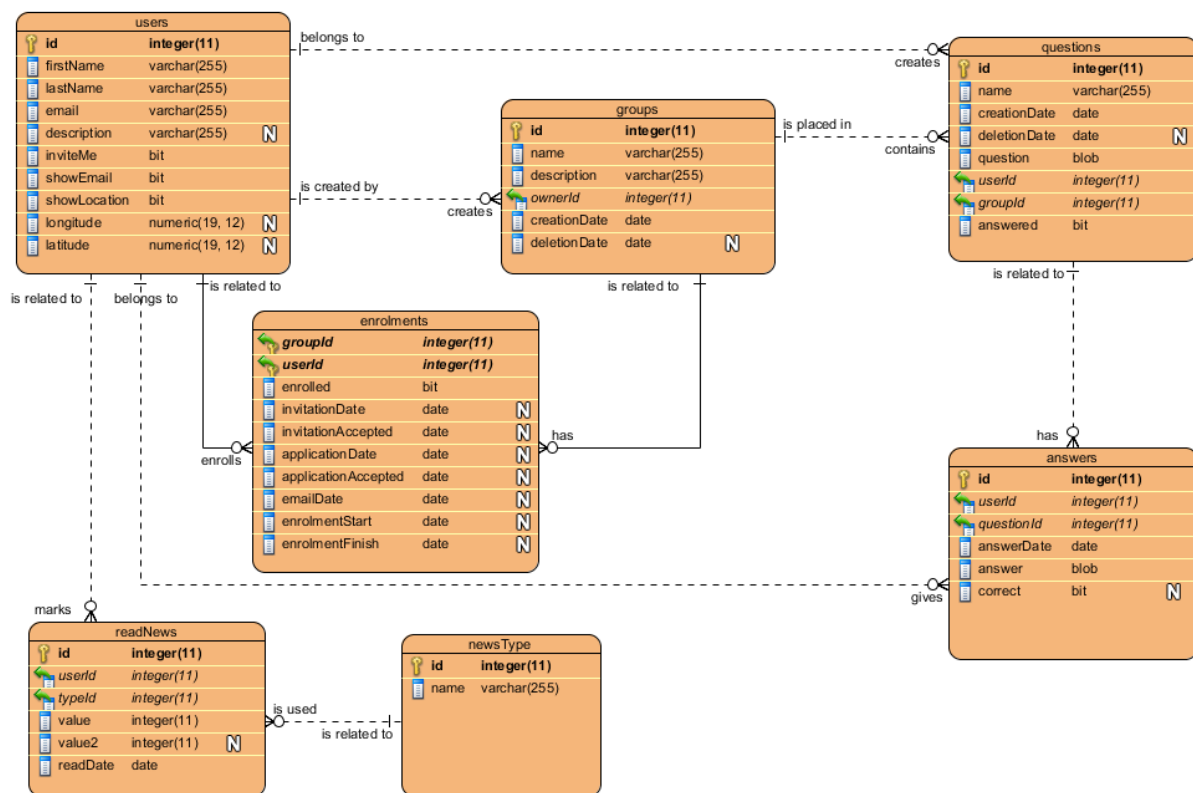 users
id integer(11)
firstName varchar(255)
lastName varchar(255)
email varchar(255)
description varchar(255) N
inviteMe bit
showEmail bit
showLocation bit
longitude numeric(19, 12) N
latitude numeric(19, 12) N
belongs to
creates
questions
id integer(11)
name varchar(255)
creationDate date
deletionDate date N
question blob
userId integer(11)
groupId integer(11)
answered bit
groups
id integer(11)
name varchar(255)
description varchar(255)
ownerId integer(11)
creationDate date
deletionDate date N
is placed in
contains
is created by
creates
is related to
belongs to
is related to
is related to
is related to
enrolments
groupId integer(11)
userId integer(11)
enrolled bit
invitationDate date N
invitationAccepted date N
applicationDate date N
applicationAccepted date N
emailDate date N
enrolmentStart date N
enrolmentFinish date N
enrolls
has
has
answers
id integer(11)
userId integer(11)
questionId integer(11)
answerDate date
answer blob
correct bit N
gives
marks
readNews
id integer(11)
userId integer(11)
typeId integer(11)
value integer(11)
value2 integer(11) N
readDate date
is used
is related to
newsType
id integer(11)
name varchar(255)